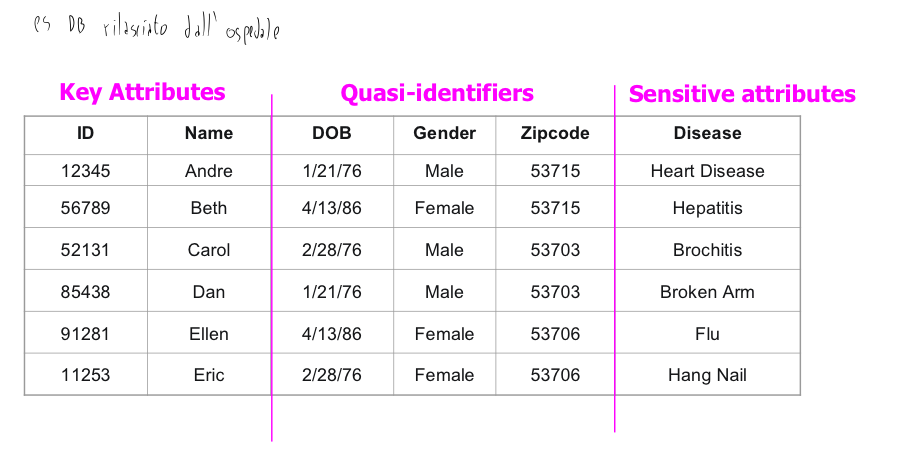 es DB rilasciato dall' ospedale
Key Attributes Quasi-identifiers Sensitive attributes
ID Name DOB Gender Zipcode Disease
12345 Andre 1/21/76 Male 53715 Heart Disease
56789 Beth 4/13/86 Female 53715 Hepatitis
52131 Carol 2/28/76 Male 53703 Brochitis
85438 Dan 1/21/76 Male 53703 Broken Arm
91281 Ellen 4/13/86 Female 53706 Flu
11253 Eric 2/28/76 Female 53706 Hang Nail